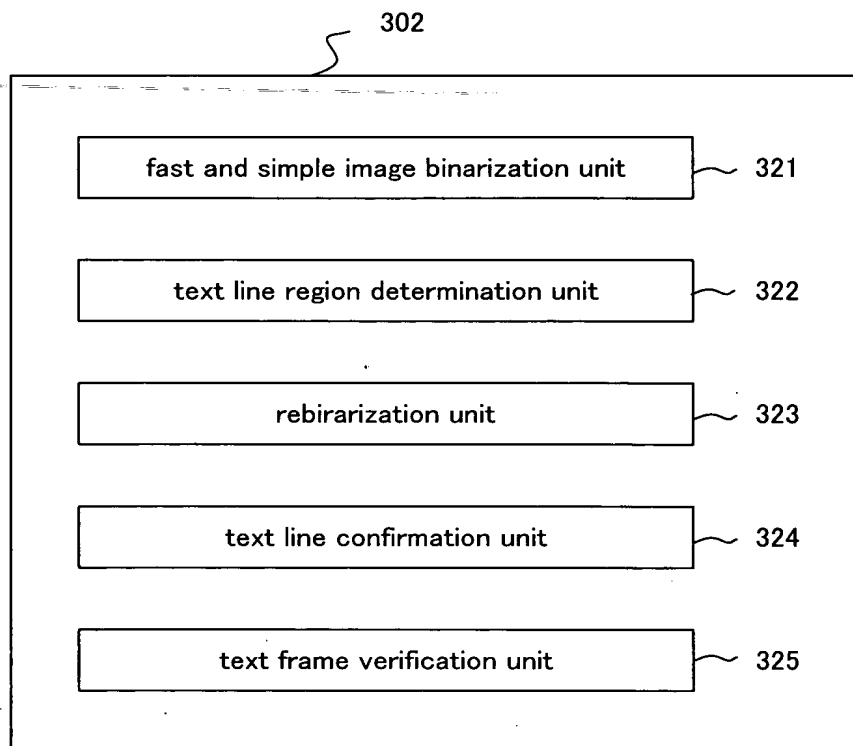 302
fast and simple image binarization unit 321
text line region determination unit 322
rebirarization unit 323
text line confirmation unit 324
text frame verification unit 325